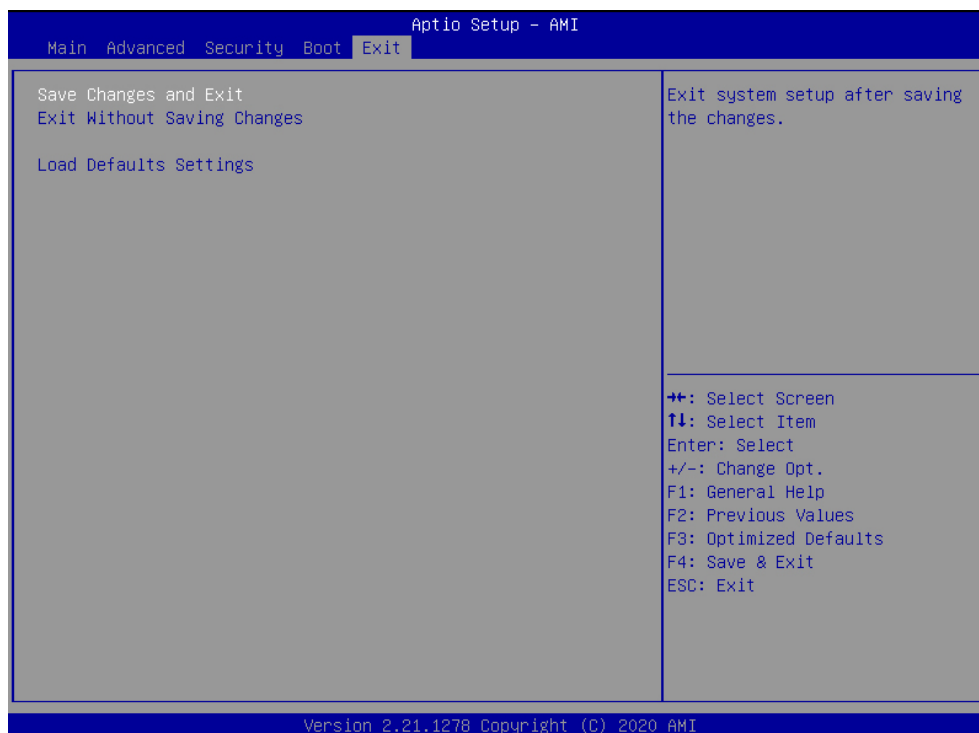 Aptio Setup – AMI
Main Advanced Security Boot Exit
Save Changes and Exit
Exit Without Saving Changes
Load Defaults Settings
Exit system setup after saving
the changes.
→←: Select Screen
↑↓: Select Item
Enter: Select
+/-: Change Opt.
F1: General Help
F2: Previous Values
F3: Optimized Defaults
F4: Save & Exit
ESC: Exit
Version 2.21.1278 Copyright (C) 2020 AMI